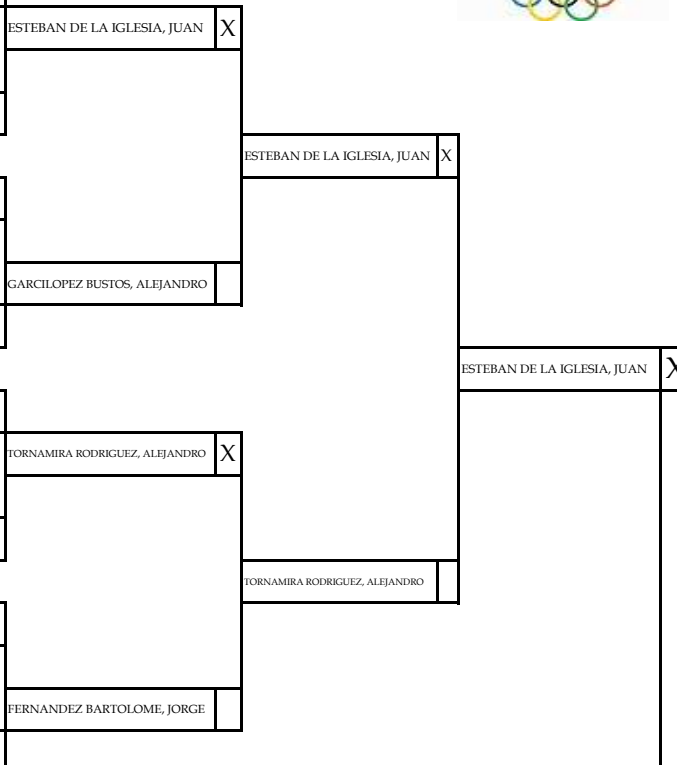 ESTEBAN DE LA IGLESIA, JUAN X
ESTEBAN DE LA IGLESIA, JUAN X
GARCILOPEZ BUSTOS, ALEJANDRO
ESTEBAN DE LA IGLESIA, JUAN X
TORNAMIRA RODRIGUEZ, ALEJANDRO X
TORNAMIRA RODRIGUEZ, ALEJANDRO
FERNANDEZ BARTOLOME, JORGE